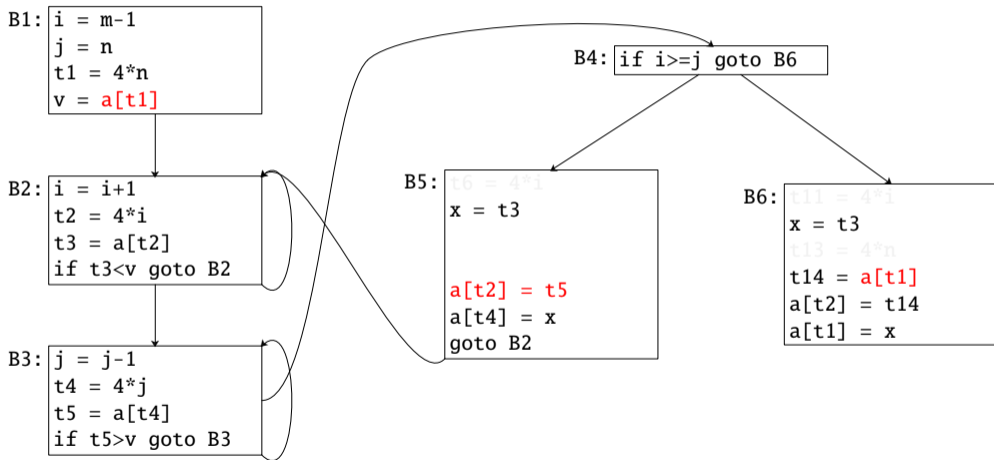 B1:
i = m-1
j = n
t1 = 4*n
v = a[t1]
B2:
i = i+1
t2 = 4*i
t3 = a[t2]
if t3<v goto B2
B3:
j = j-1
t4 = 4*j
t5 = a[t4]
if t5>v goto B3
B4:
if i>=j goto B6
B5:
t6 = 4*i
x = t3
a[t2] = t5
a[t4] = x
goto B2
B6:
t11 = 4*i
x = t3
t13 = 4*n
t14 = a[t1]
a[t2] = t14
a[t1] = x